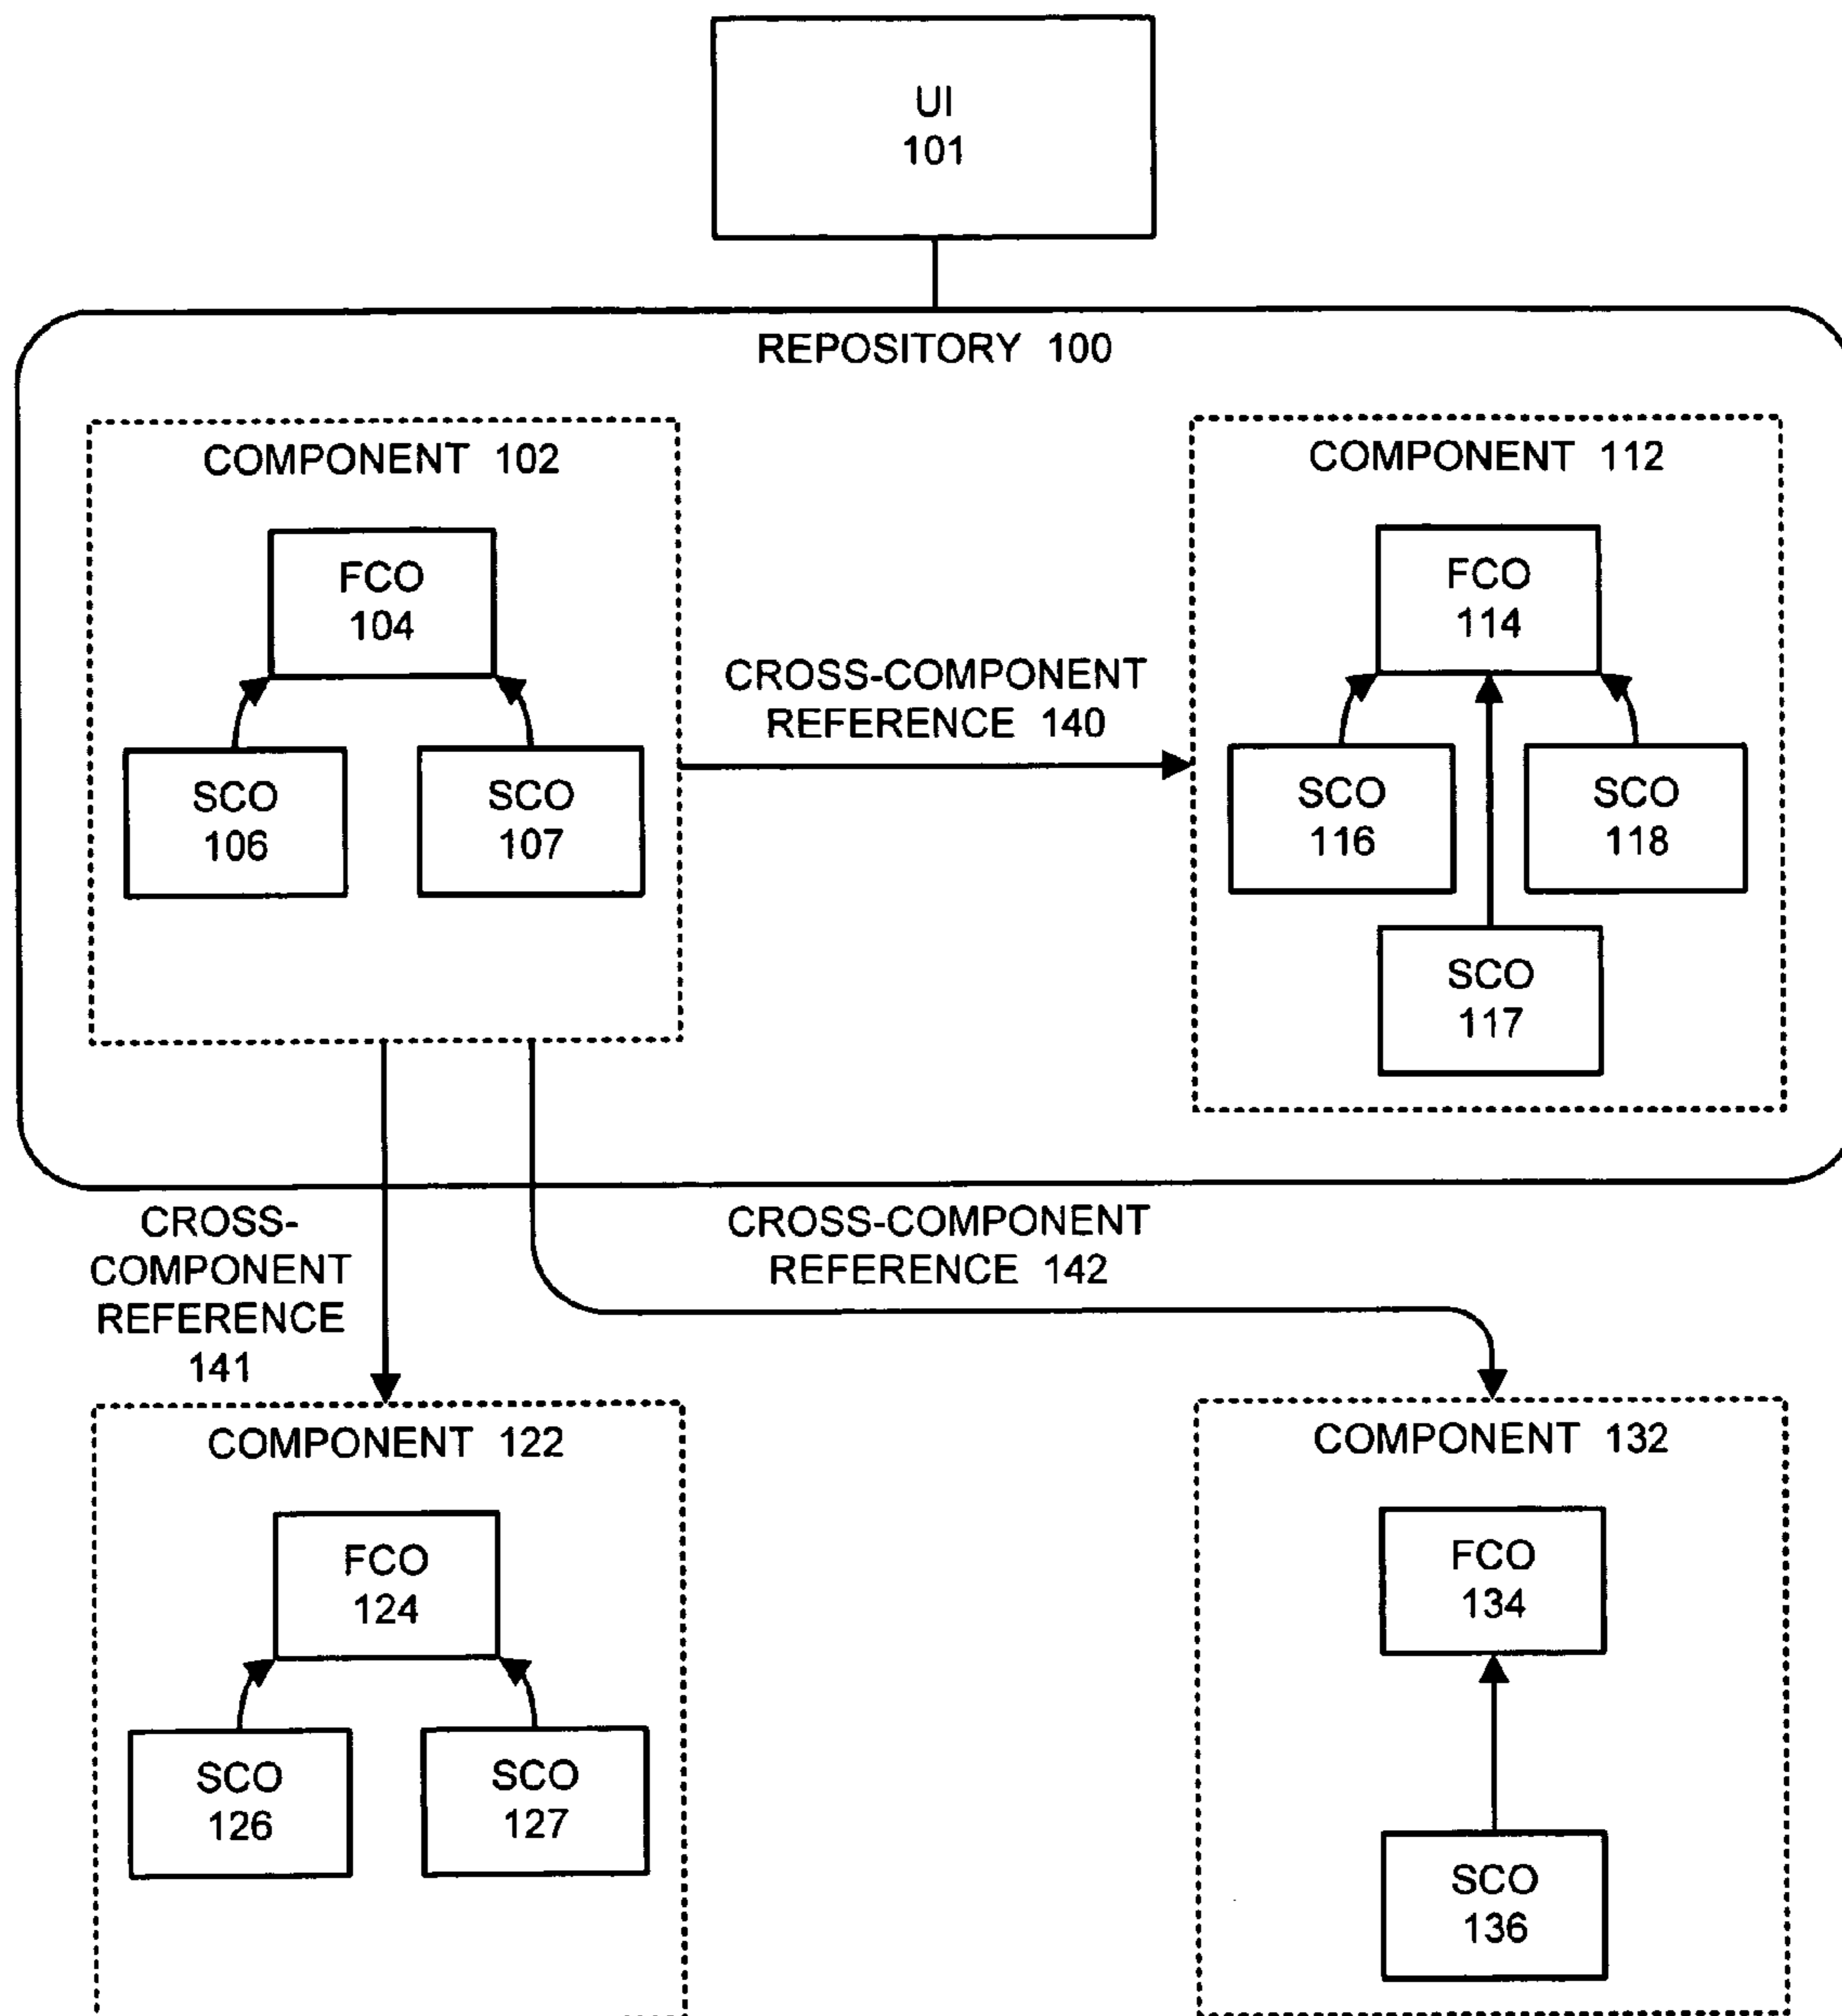 UI
101
REPOSITORY 100
COMPONENT 102
FCO
104
SCO
106
SCO
107
CROSS-COMPONENT
REFERENCE 140
COMPONENT 112
FCO
114
SCO
116
SCO
118
SCO
117
CROSS-
COMPONENT
REFERENCE
141
CROSS-COMPONENT
REFERENCE 142
COMPONENT 122
FCO
124
SCO
126
SCO
127
COMPONENT 132
FCO
134
SCO
136